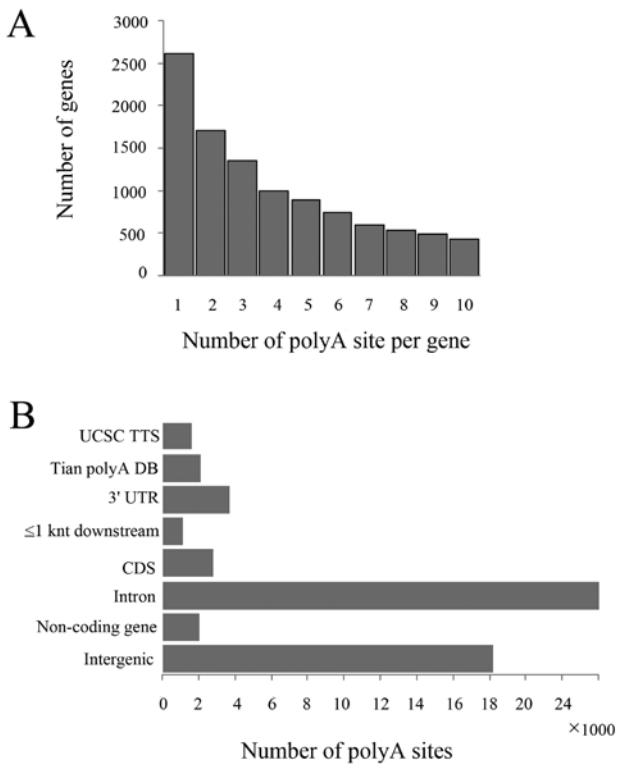 A
3000
2500
2000
1500
1000
500
0
Number of genes
1 2 3 4 5 6 7 8 9 10
Number of polyA site per gene
B
UCSC TTS
Tian polyA DB
3' UTR
≤1 knt downstream
CDS
Intron
Non-coding gene
Intergenic
0 2 4 6 8 10 12 14 16 18 20 22 24
×1000
Number of polyA sites